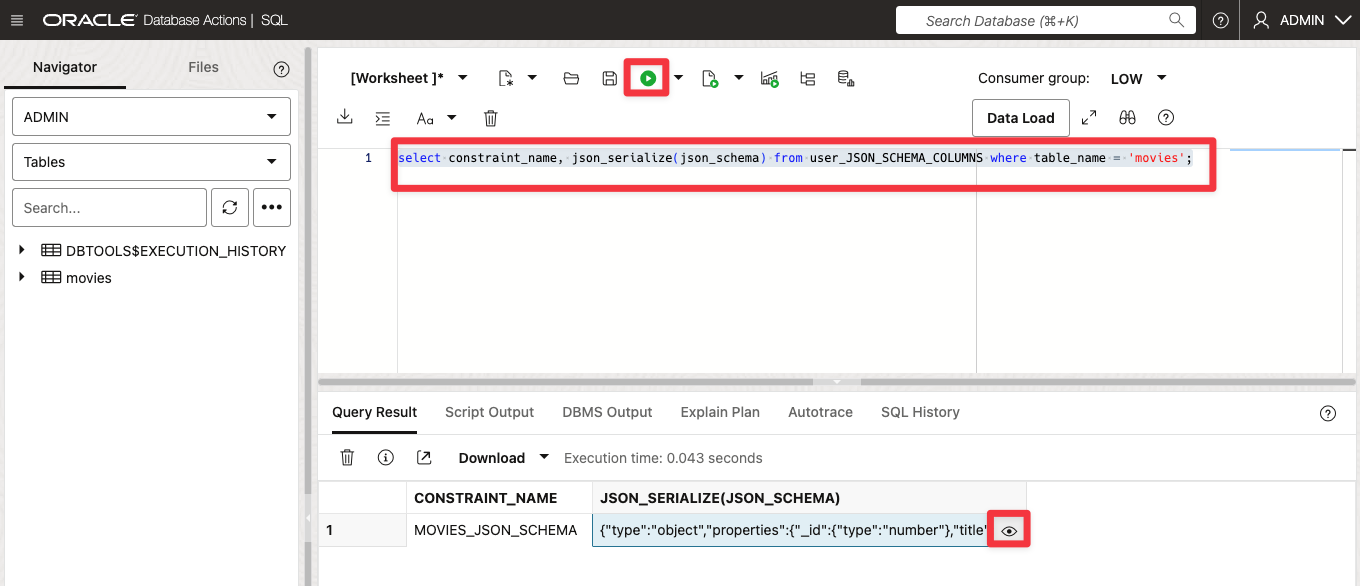 ORACLE Database Actions | SQL
Search Database (⌘+K)
ADMIN
Navigator
Files
ADMIN
Tables
Search...
DBTOOLS$EXECUTION_HISTORY
movies
[Worksheet ]*
Consumer group: LOW
Aa
Data Load
1 select constraint_name, json_serialize(json_schema) from user_JSON_SCHEMA_COLUMNS where table_name = 'movies';
Query Result Script Output DBMS Output Explain Plan Autotrace SQL History
Download Execution time: 0.043 seconds
CONSTRAINT_NAME JSON_SERIALIZE(JSON_SCHEMA)
1 MOVIES_JSON_SCHEMA {"type":"object","properties":{"_id":{"type":"number"},"title"